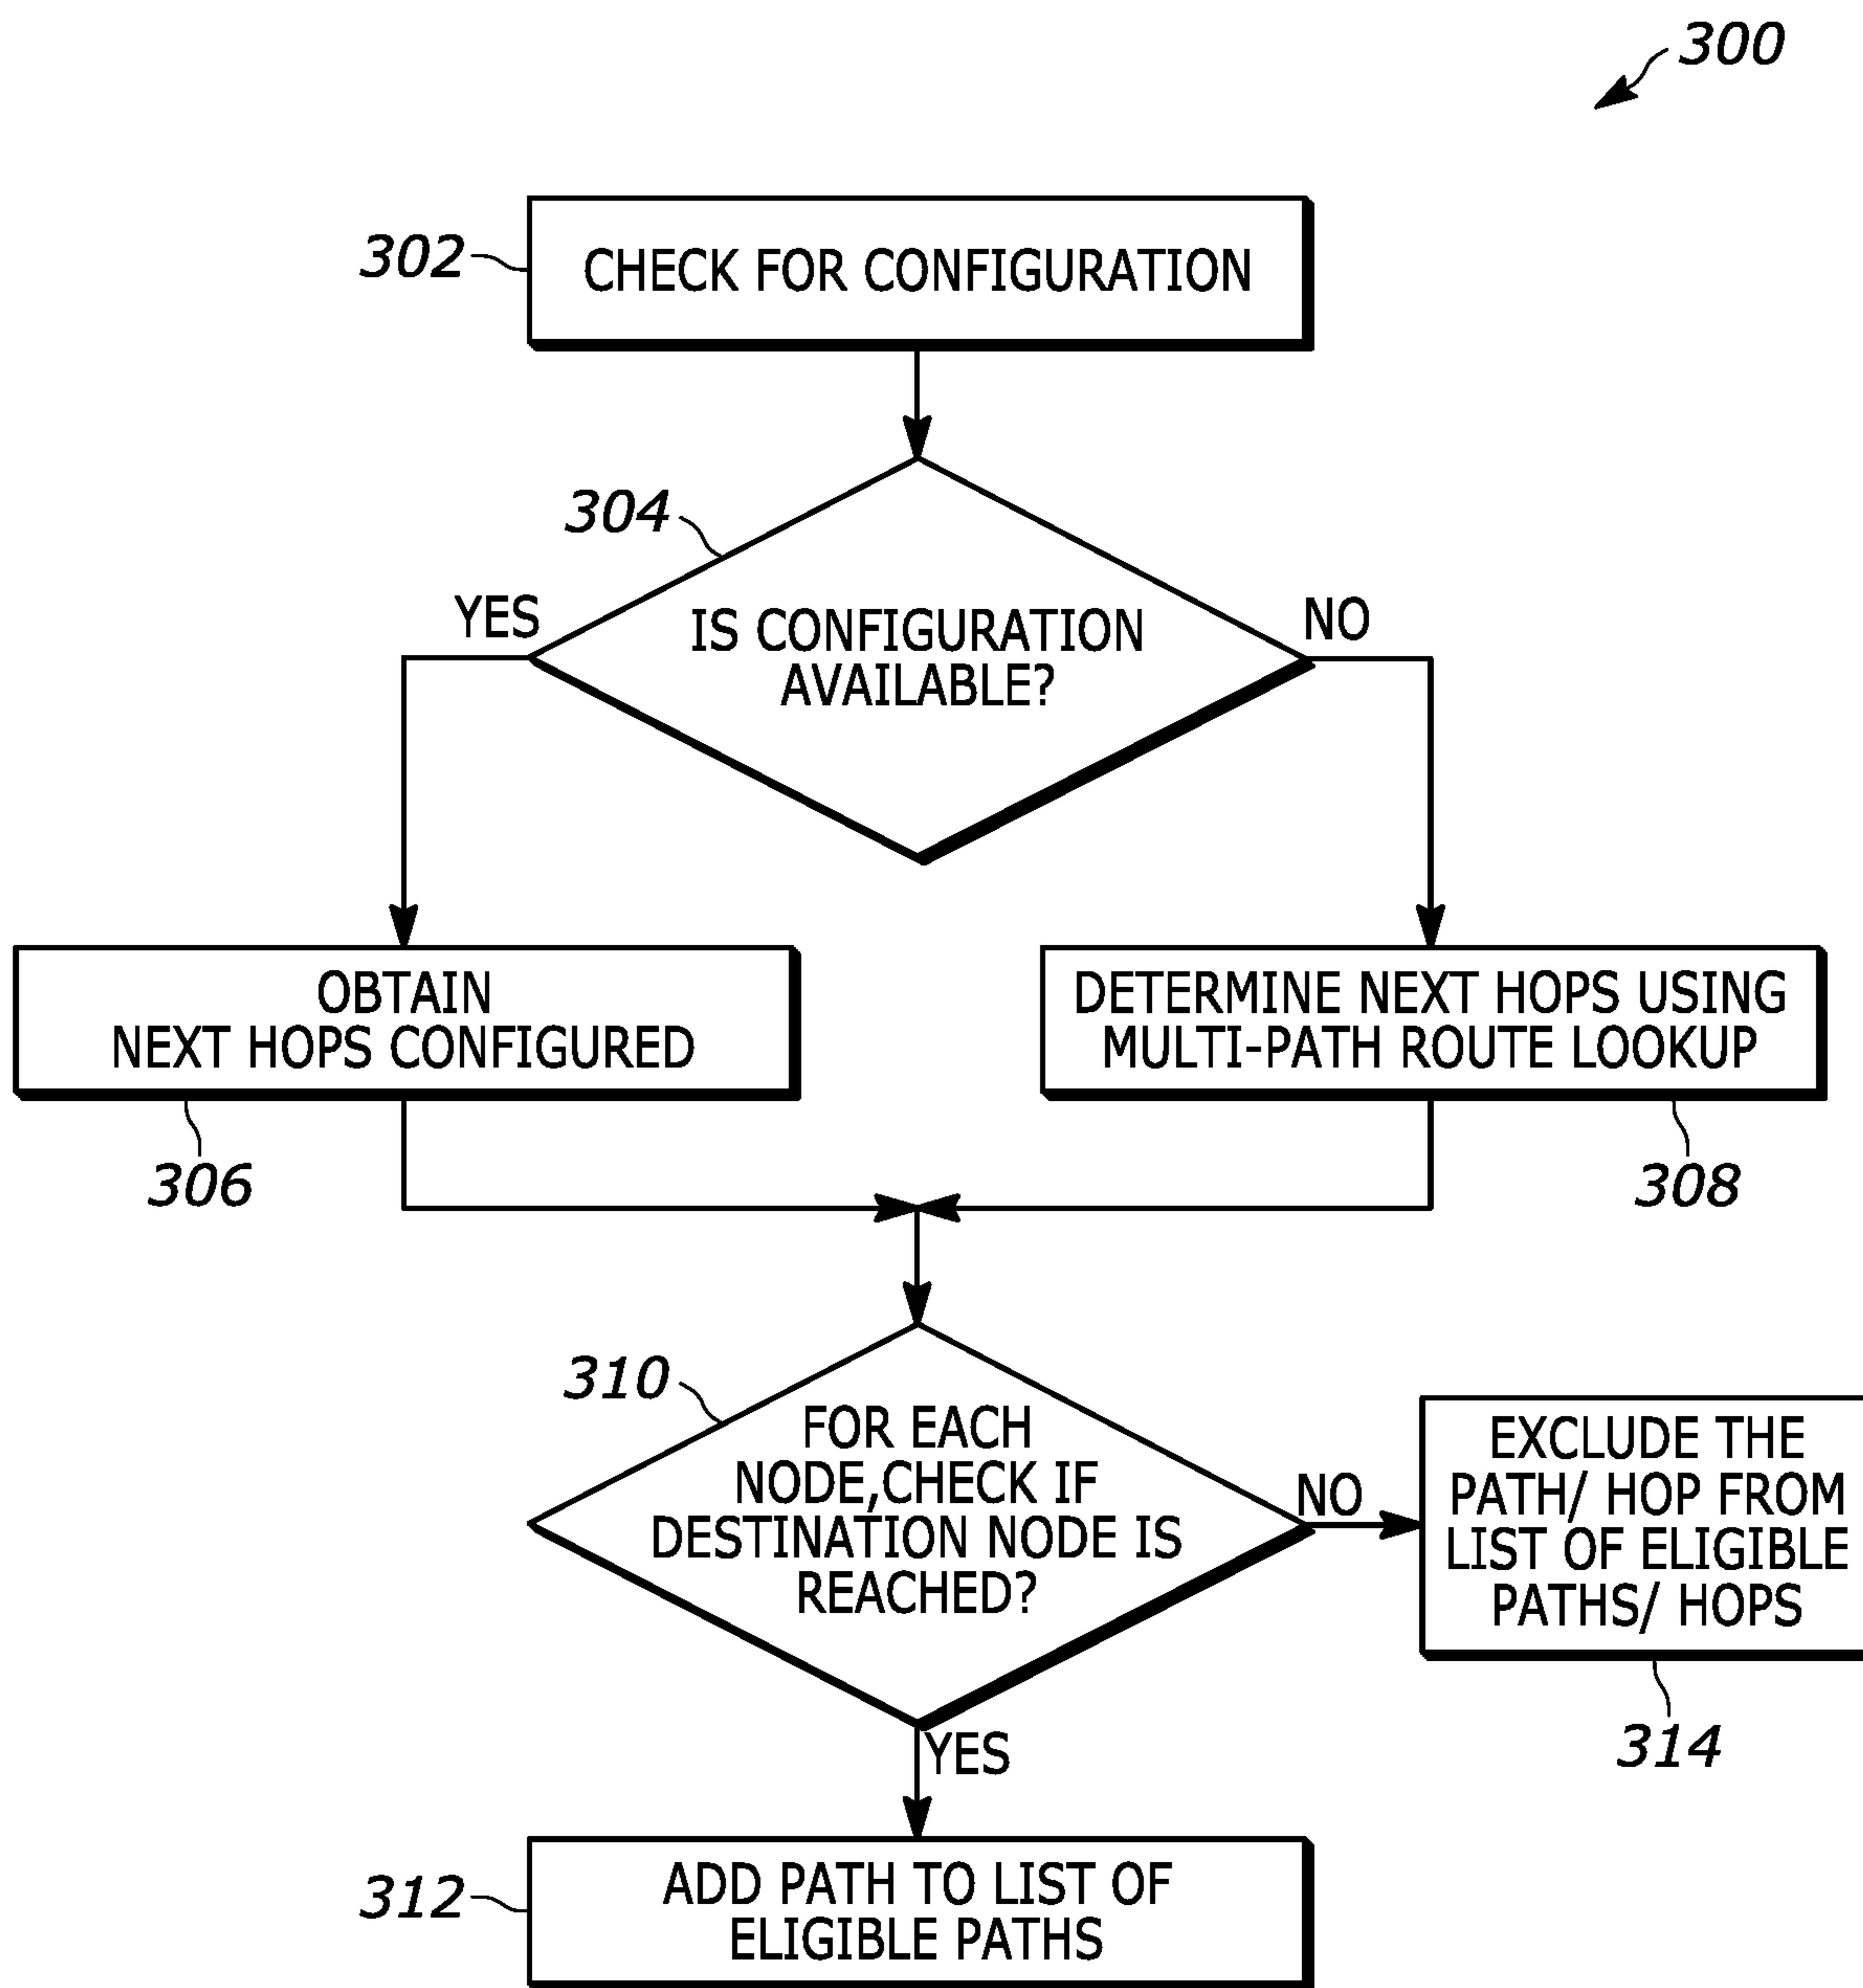 300
302
CHECK FOR CONFIGURATION
304
YES
IS CONFIGURATION
AVAILABLE?
NO
OBTAIN
NEXT HOPS CONFIGURED
306
DETERMINE NEXT HOPS USING
MULTI-PATH ROUTE LOOKUP
308
310
FOR EACH
NODE,CHECK IF
DESTINATION NODE IS
REACHED?
NO
EXCLUDE THE
PATH/ HOP FROM
LIST OF ELIGIBLE
PATHS/ HOPS
314
YES
312
ADD PATH TO LIST OF
ELIGIBLE PATHS